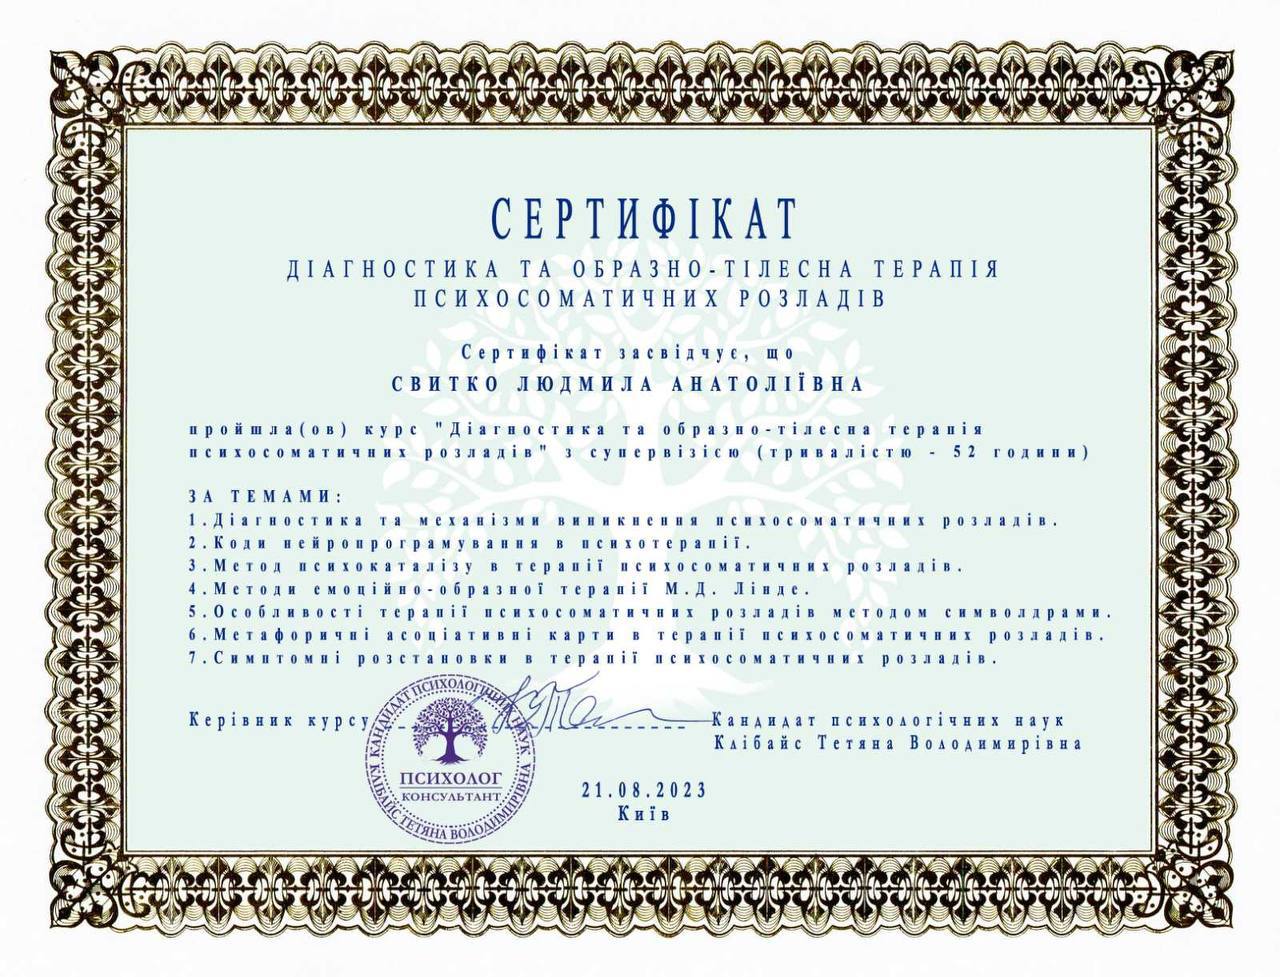 СЕРТИФІКАТ
ДІАГНОСТИКА ТА ОБРАЗНО-ТІЛЕСНА ТЕРАПІЯ
ПСИХОСОМАТИЧНИХ РОЗЛАДІВ
Сертифікат засвідчує, що
СВИТКО ЛЮДМИЛА АНАТОЛІЇВНА
пройшла(ов) курс "Діагностика та образно-тілесна терапія
психосоматичних розладів" з супервізією (тривалістю - 52 години)
ЗА ТЕМАМИ:
1.Діагностика та механізми виникнення психосоматичних розладів.
2.Коди нейропрограмування в психотерапії.
3.Метод психокаталізу в терапії психосоматичних розладів.
4.Методи емоційно-образної терапії М.Д. Лінде.
5.Особливості терапії психосоматичних розладів методом символдрами.
6.Метафоричні асоціативні карти в терапії психосоматичних розладів.
7.Симптомні розстановки в терапії психосоматичних розладів.
Керівник курсу
Кандидат психологічних наук
Клібайс Тетяна Володимирівна
КАНДИДАТ ПСИХОЛОГІЧНИХ НАУК
ПСИХОЛОГ
КОНСУЛЬТАНТ
КЛІБАЙС ТЕТЯНА ВОЛОДИМИРІВНА
21.08.2023
Київ